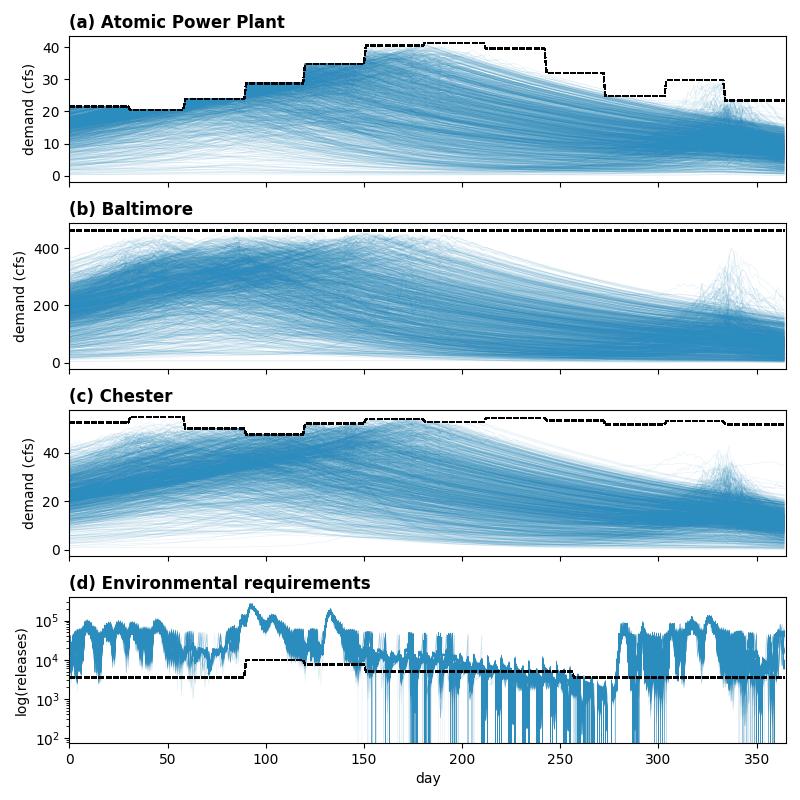 (a) Atomic Power Plant
40
30
20
10
0
demand (cfs)
(b) Baltimore
400
200
0
demand (cfs)
(c) Chester
40
20
0
demand (cfs)
(d) Environmental requirements
10⁵
10⁴
10³
10²
log(releases)
0 50 100 150 200 250 300 350
day